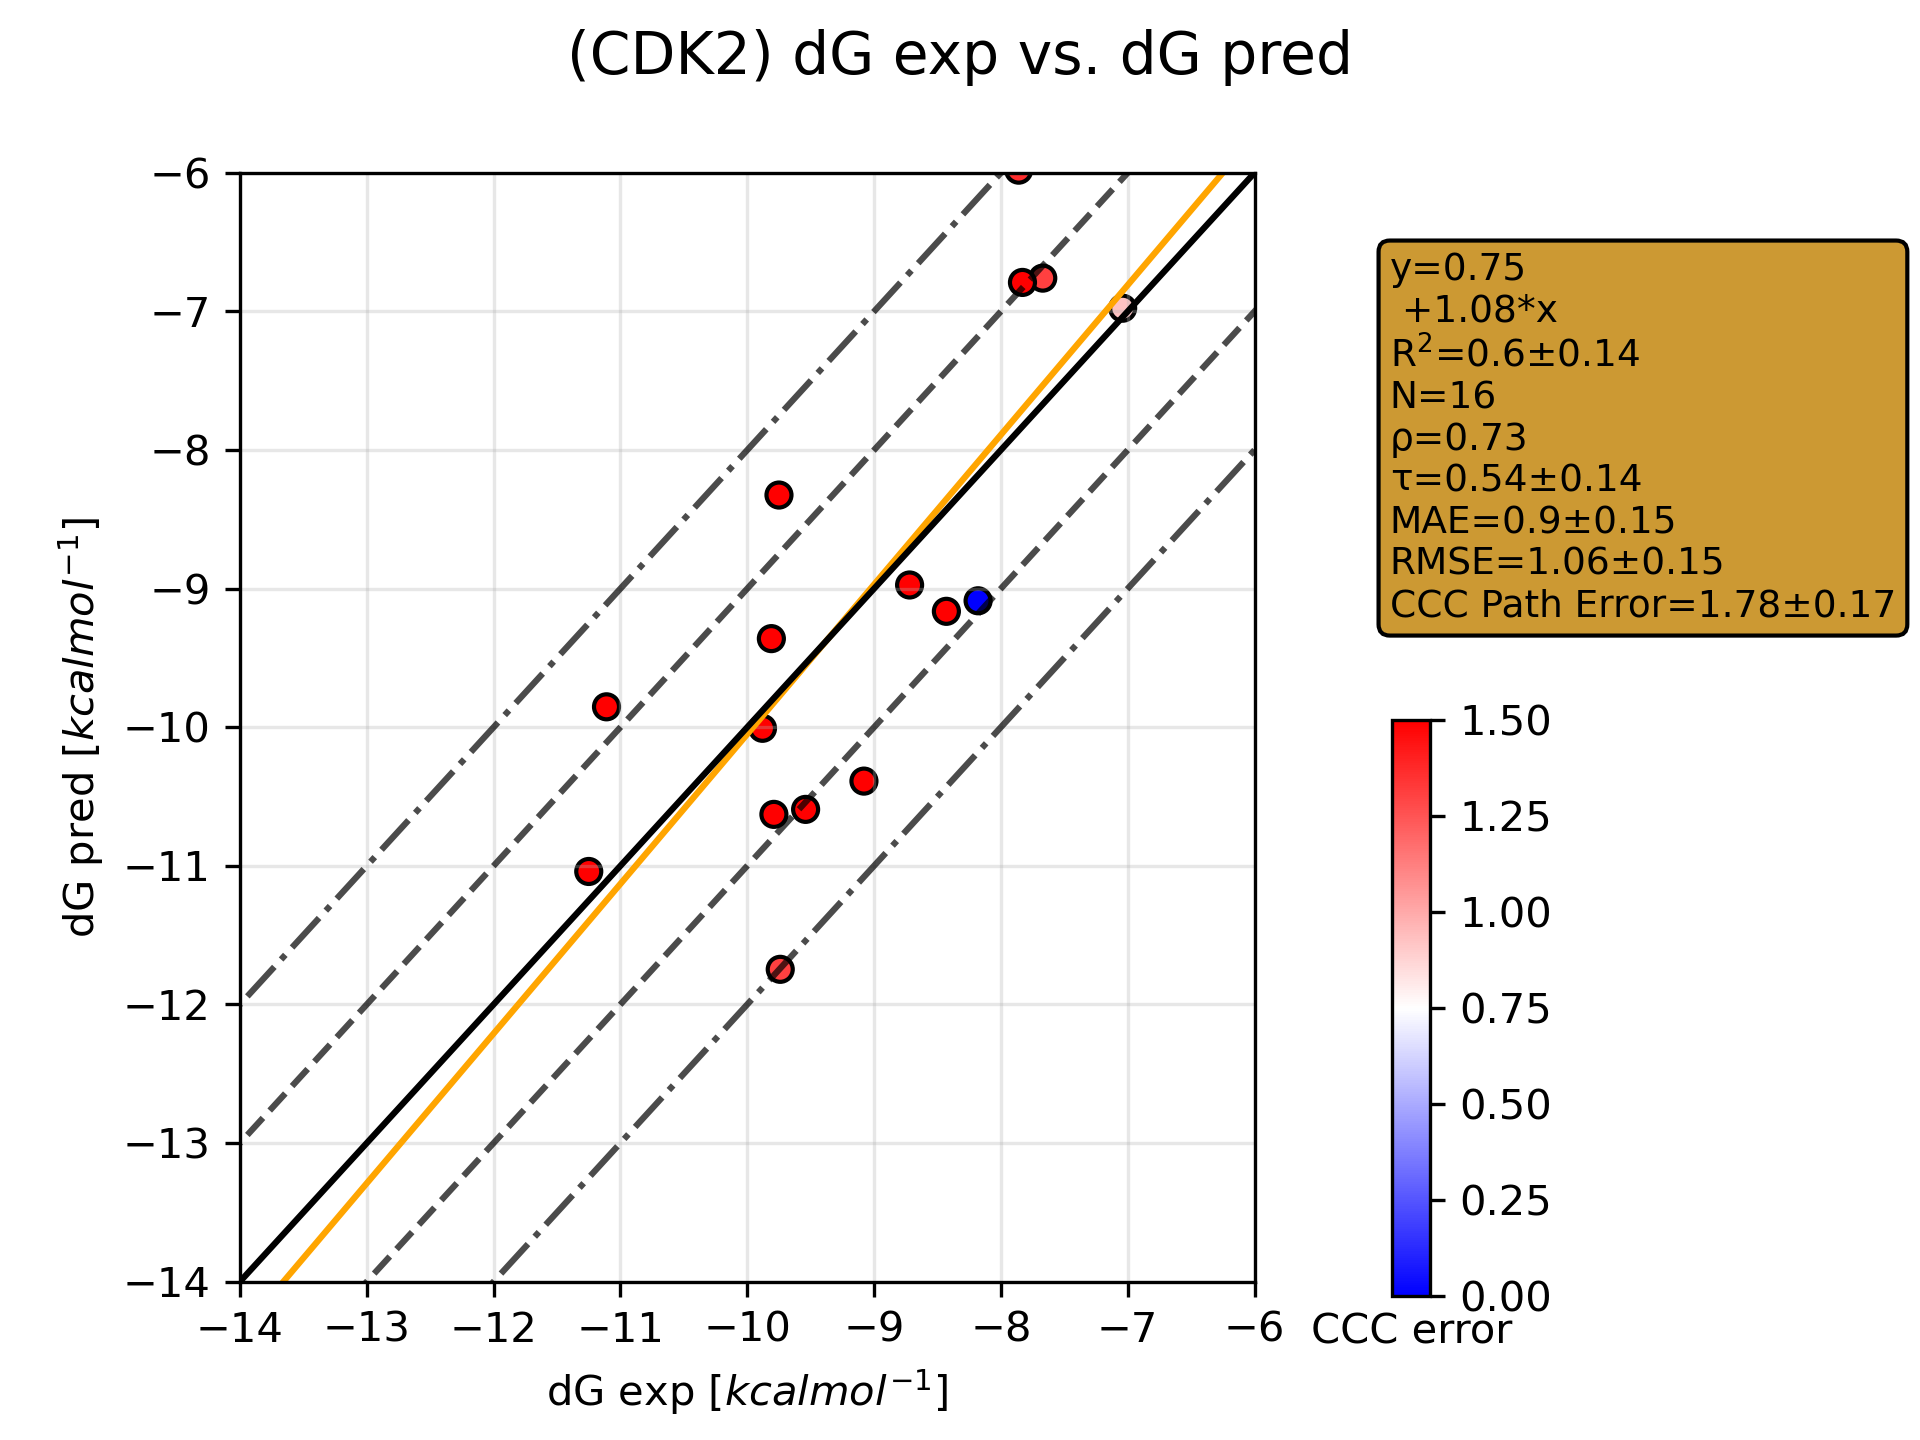 (CDK2) dG exp vs. dG pred
−6
−7
−8
−9
−10
−11
−12
−13
−14
dG pred [kcalmol⁻¹]
−14 −13 −12 −11 −10 −9 −8 −7 −6
dG exp [kcalmol⁻¹]
y=0.75
+1.08*x
R²=0.6±0.14
N=16
ρ=0.73
τ=0.54±0.14
MAE=0.9±0.15
RMSE=1.06±0.15
CCC Path Error=1.78±0.17
1.50
1.25
1.00
0.75
0.50
0.25
0.00
CCC error